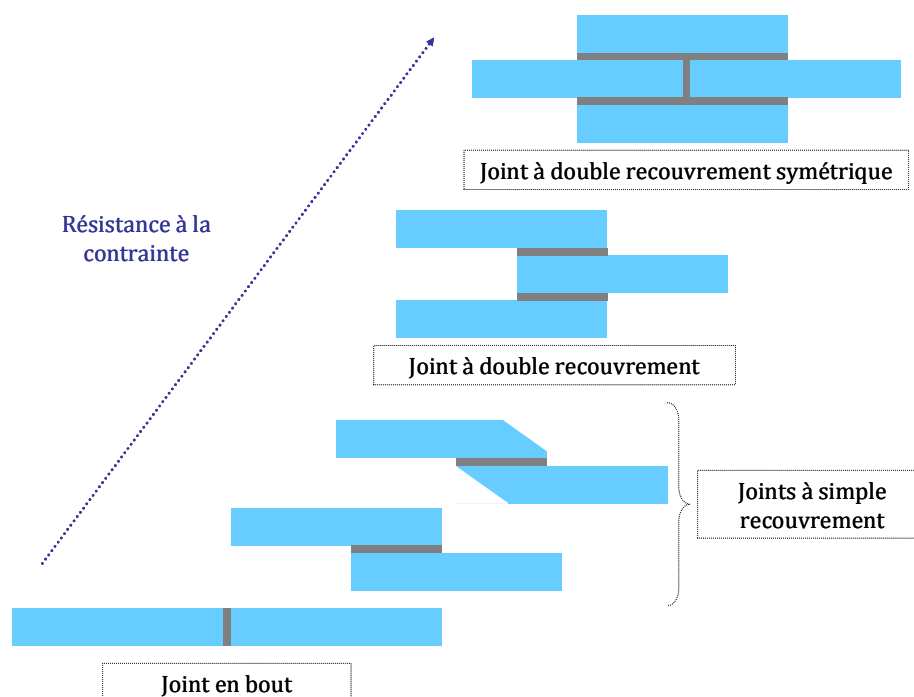 Joint à double recouvrement symétrique
Résistance à la
contrainte
Joint à double recouvrement
Joints à simple
recouvrement
Joint en bout